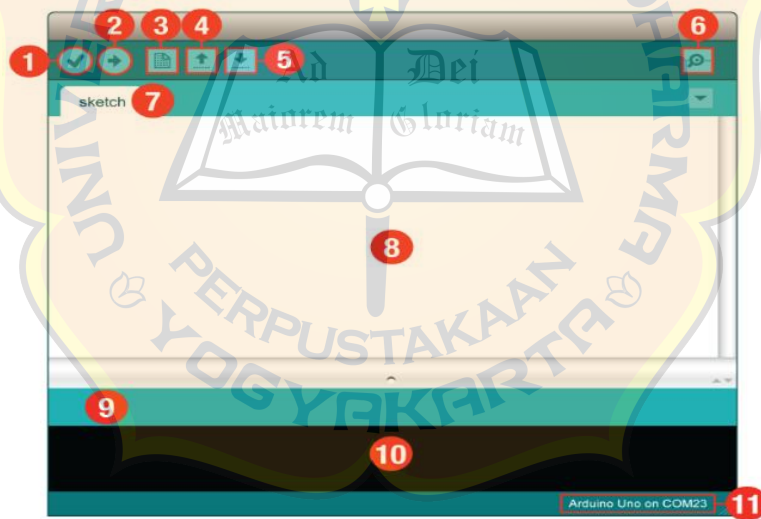 1
2
3
4
5
6
7
sketch
8
9
10
11
Arduino Uno on COM23
Ad Dei
Maiorem Gloriam
PERPUSTAKAAN
YOGYAKARTA